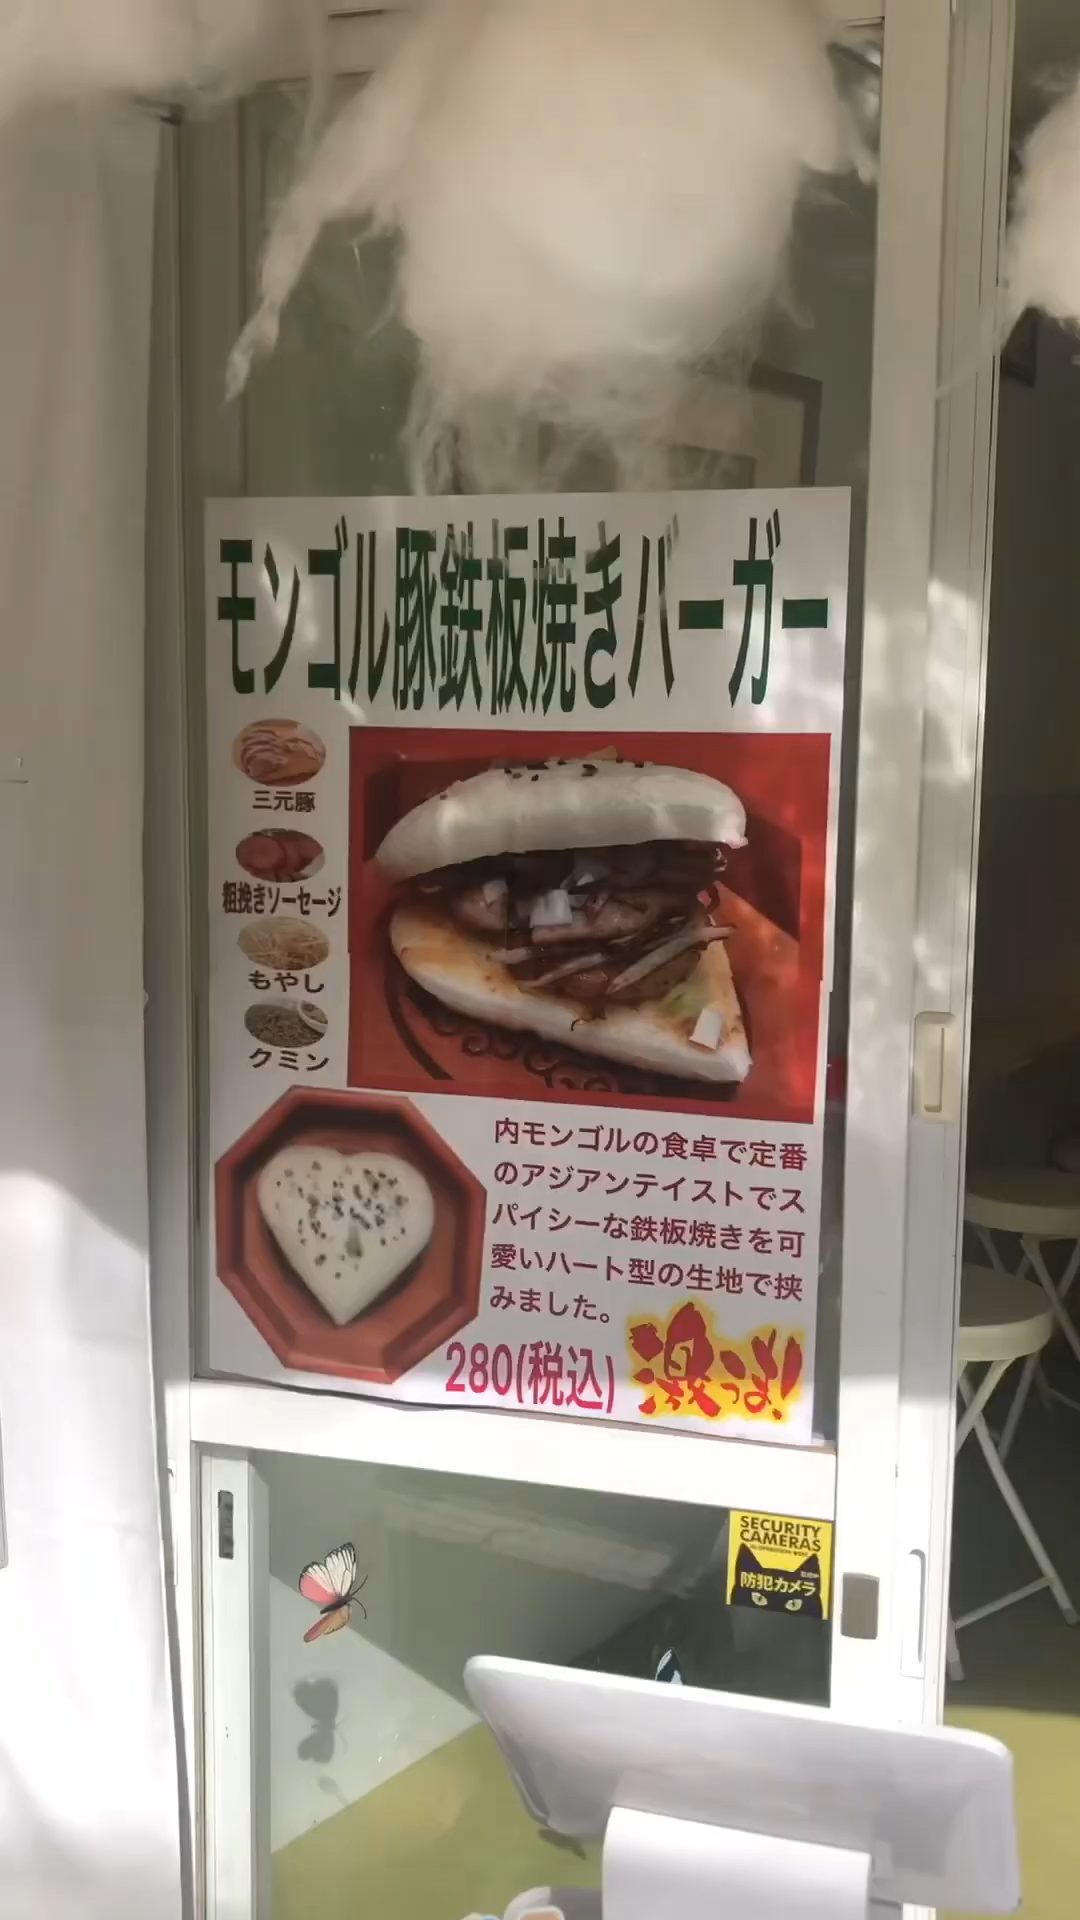 モンゴル豚鉄板焼きバーガー
三元豚
粗挽きソーセージ
もやし
クミン
内モンゴルの食卓で定番
のアジアンテイストでス
パイシーな鉄板焼きを可
愛いハート型の生地で挟
みました。
280(税込)
激うま!
SECURITY
CAMERAS
防犯カメラ